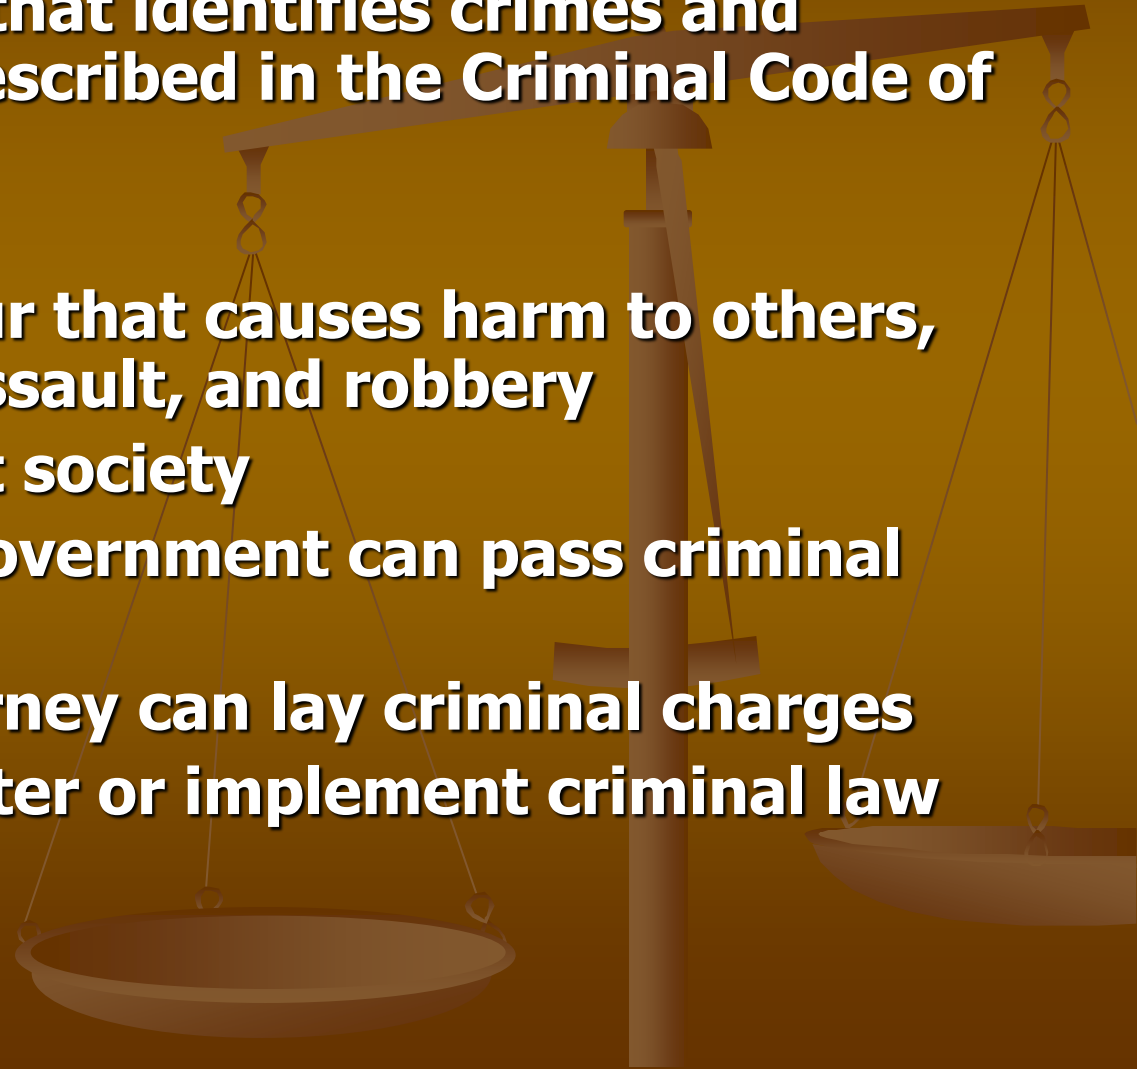 that identifies crimes and
escribed in the Criminal Code of
ur that causes harm to others,
ssault, and robbery
t society
overnment can pass criminal
rney can lay criminal charges
ter or implement criminal law